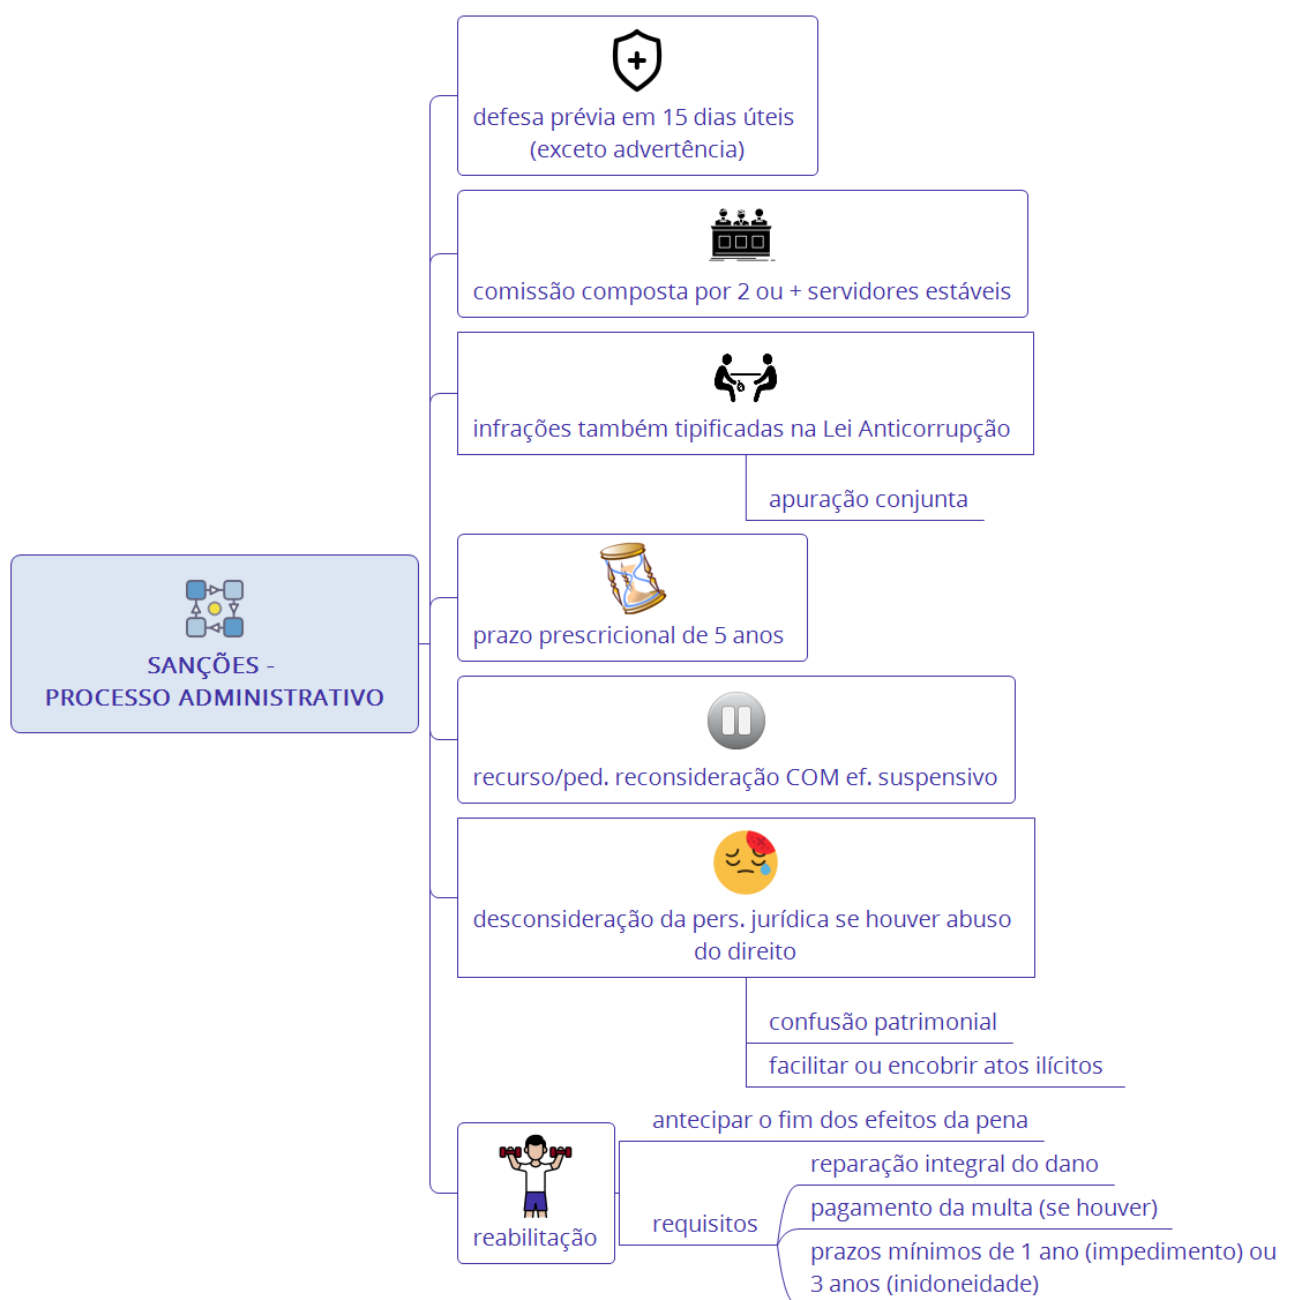 defesa prévia em 15 dias úteis
(exceto advertência)
comissão composta por 2 ou + servidores estáveis
infrações também tipificadas na Lei Anticorrupção
apuração conjunta
prazo prescricional de 5 anos
SANÇÕES -
PROCESSO ADMINISTRATIVO
recurso/ped. reconsideração COM ef. suspensivo
desconsideração da pers. jurídica se houver abuso
do direito
confusão patrimonial
facilitar ou encobrir atos ilícitos
reabilitação
antecipar o fim dos efeitos da pena
requisitos
reparação integral do dano
pagamento da multa (se houver)
prazos mínimos de 1 ano (impedimento) ou
3 anos (inidoneidade)